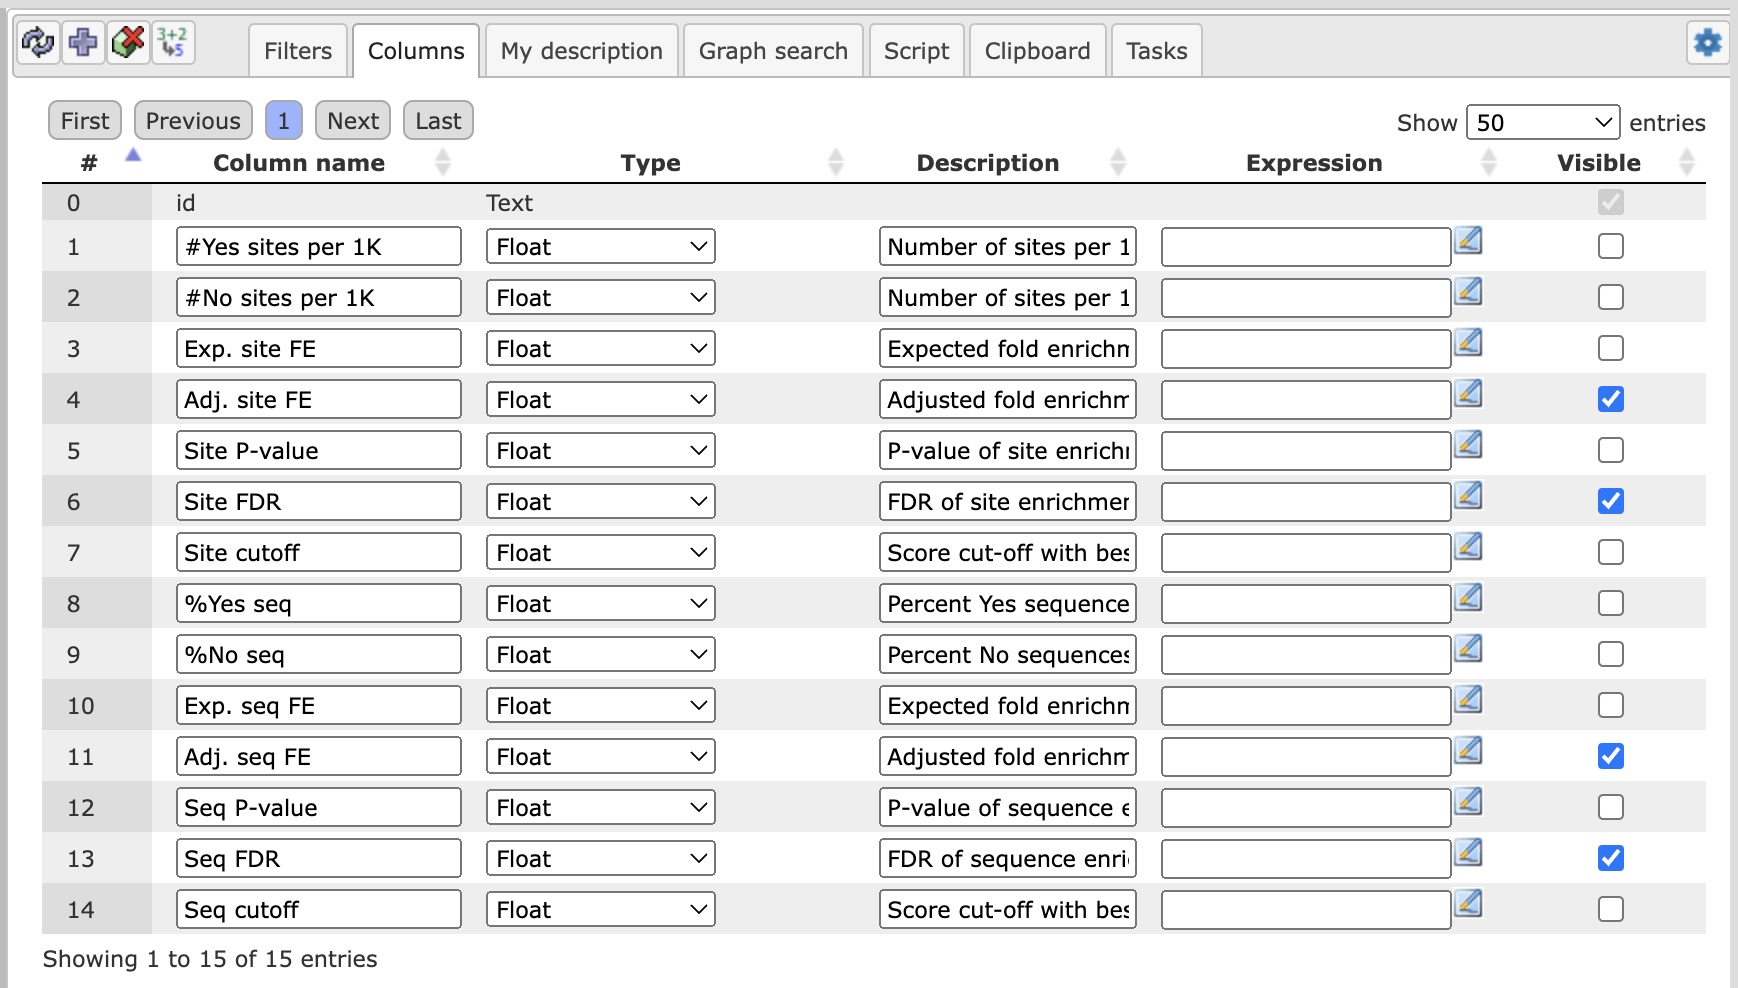 3+2
5
Filters Columns My description Graph search Script Clipboard Tasks
First Previous 1 Next Last Show 50 entries
# Column name Type Description Expression Visible
0 id Text
1 #Yes sites per 1K Float Number of sites per 1
2 #No sites per 1K Float Number of sites per 1
3 Exp. site FE Float Expected fold enrichm
4 Adj. site FE Float Adjusted fold enrichm
5 Site P-value Float P-value of site enrichr
6 Site FDR Float FDR of site enrichmer
7 Site cutoff Float Score cut-off with bes
8 %Yes seq Float Percent Yes sequence
9 %No seq Float Percent No sequences
10 Exp. seq FE Float Expected fold enrichm
11 Adj. seq FE Float Adjusted fold enrichm
12 Seq P-value Float P-value of sequence e
13 Seq FDR Float FDR of sequence enri
14 Seq cutoff Float Score cut-off with bes
Showing 1 to 15 of 15 entries